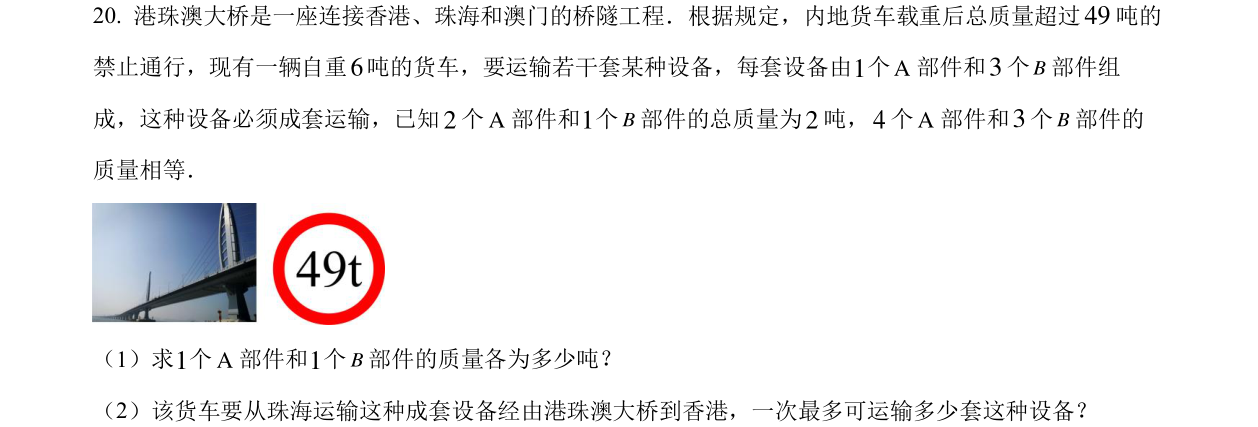 20. 港珠澳大桥是一座连接香港、珠海和澳门的桥隧工程．根据规定，内地货车载重后总质量超过49吨的
禁止通行，现有一辆自重6吨的货车，要运输若干套某种设备，每套设备由1个A部件和3个B部件组
成，这种设备必须成套运输，已知2个A部件和1个B部件的总质量为2吨，4个A部件和3个B部件的
质量相等．
49t
（1）求1个A部件和1个B部件的质量各为多少吨？
（2）该货车要从珠海运输这种成套设备经由港珠澳大桥到香港，一次最多可运输多少套这种设备？